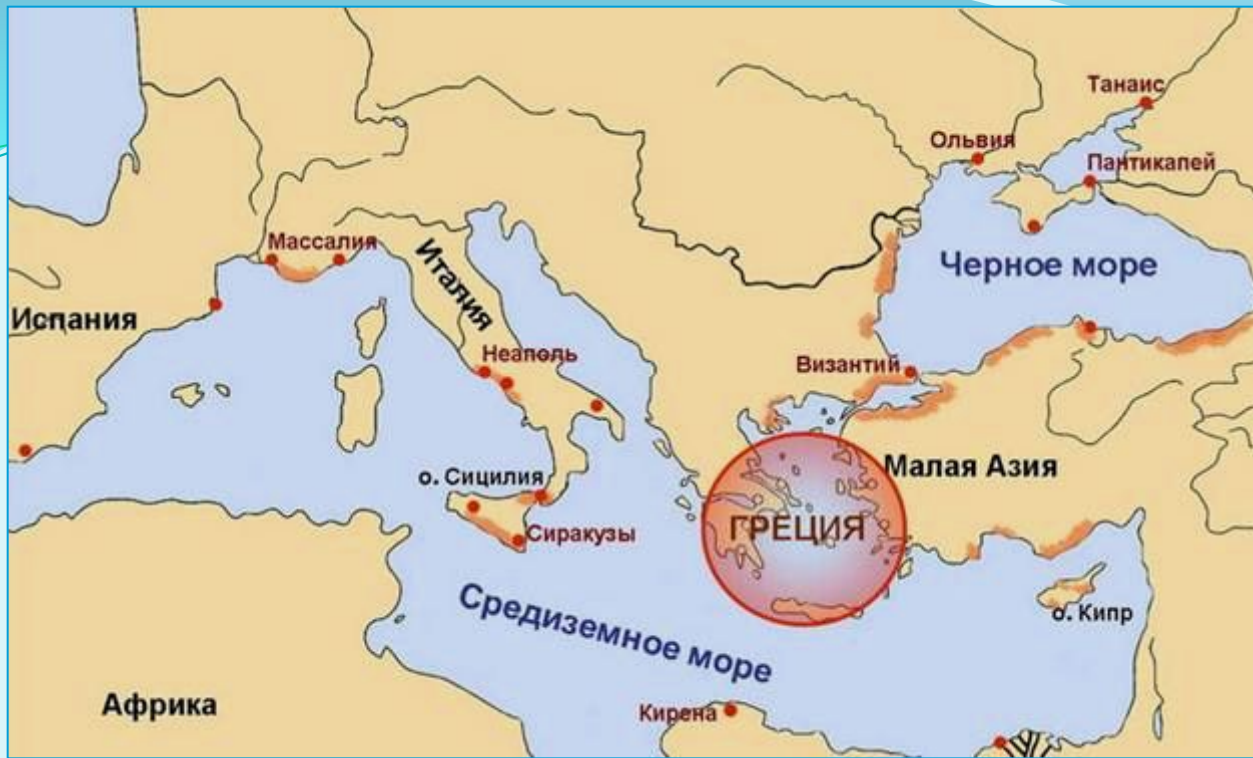 Танаис
Ольвия
Пантикапей
Массалия
Италия
Черное море
Испания
Неаполь
Византий
Малая Азия
о. Сицилия
ГРЕЦИЯ
Сиракузы
Средиземное море
о. Кипр
Африка
Кирена